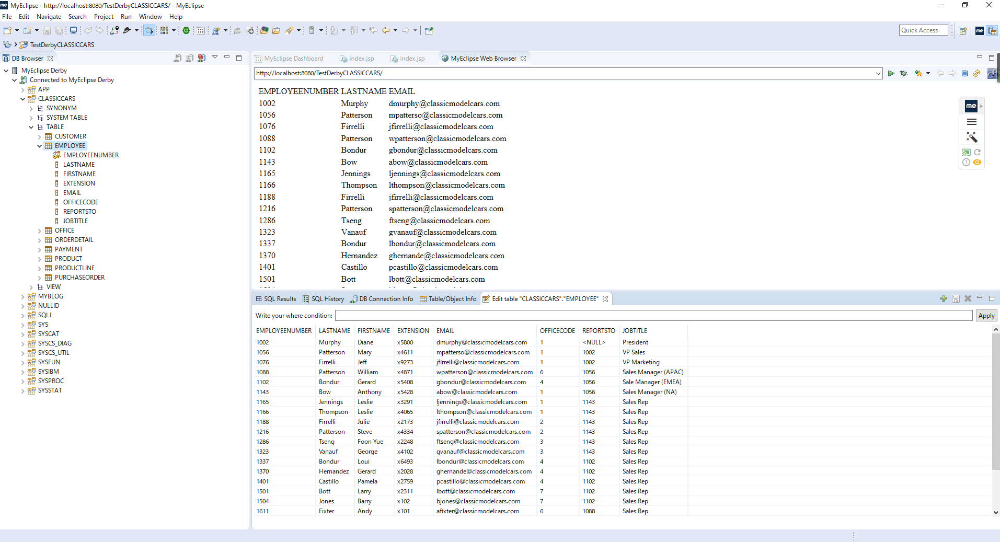 MyEclipse - http://localhost:8080/TestDerbyCLASSICCARS/ - MyEclipse
File Edit Navigate Search Project Run Window Help
Quick Access
TestDerbyCLASSICCARS
DB Browser
MyEclipse Derby
Connected to MyEclipse Derby
APP
CLASSICCARS
SYNONYM
SYSTEM TABLE
TABLE
CUSTOMER
EMPLOYEE
EMPLOYEENUMBER
LASTNAME
FIRSTNAME
EXTENSION
EMAIL
OFFICECODE
REPORTSTO
JOBTITLE
OFFICE
ORDERDETAIL
PAYMENT
PRODUCT
PRODUCTLINE
PURCHASEORDER
VIEW
MYBLOG
NULLID
SQLJ
SYS
SYSCAT
SYSCS_DIAG
SYSCS_UTIL
SYSFUN
SYSIBM
SYSPROC
SYSSTAT
MyEclipse Dashboard index.jsp index.jsp MyEclipse Web Browser
http://localhost:8080/TestDerbyCLASSICCARS/
EMPLOYEENUMBER LASTNAME EMAIL
1002 Murphy dmurphy@classicmodelcars.com
1056 Patterson mpatterso@classicmodelcars.com
1076 Firrelli jfirrelli@classicmodelcars.com
1088 Patterson wpatterson@classicmodelcars.com
1102 Bondur gbondur@classicmodelcars.com
1143 Bow abow@classicmodelcars.com
1165 Jennings ljennings@classicmodelcars.com
1166 Thompson lthompson@classicmodelcars.com
1188 Firrelli jfirrelli@classicmodelcars.com
1216 Patterson spatterson@classicmodelcars.com
1286 Tseng ftseng@classicmodelcars.com
1323 Vanauf gvanauf@classicmodelcars.com
1337 Bondur lbondur@classicmodelcars.com
1370 Hernandez ghernande@classicmodelcars.com
1401 Castillo pcastillo@classicmodelcars.com
1501 Bott lbott@classicmodelcars.com
me
SQL Results SQL History DB Connection Info Table/Object Info Edit table "CLASSICCARS"."EMPLOYEE"
Write your where condition: Apply
EMPLOYEENUMBER LASTNAME FIRSTNAME EXTENSION EMAIL OFFICECODE REPORTSTO JOBTITLE
1002 Murphy Diane x5800 dmurphy@classicmodelcars.com 1 <NULL> President
1056 Patterson Mary x4611 mpatterso@classicmodelcars.com 1 1002 VP Sales
1076 Firrelli Jeff x9273 jfirrelli@classicmodelcars.com 1 1002 VP Marketing
1088 Patterson William x4871 wpatterson@classicmodelcars.com 6 1056 Sales Manager (APAC)
1102 Bondur Gerard x5408 gbondur@classicmodelcars.com 4 1056 Sale Manager (EMEA)
1143 Bow Anthony x5428 abow@classicmodelcars.com 1 1056 Sales Manager (NA)
1165 Jennings Leslie x3291 ljennings@classicmodelcars.com 1 1143 Sales Rep
1166 Thompson Leslie x4065 lthompson@classicmodelcars.com 1 1143 Sales Rep
1188 Firrelli Julie x2173 jfirrelli@classicmodelcars.com 2 1143 Sales Rep
1216 Patterson Steve x4334 spatterson@classicmodelcars.com 2 1143 Sales Rep
1286 Tseng Foon Yue x2248 ftseng@classicmodelcars.com 3 1143 Sales Rep
1323 Vanauf George x4102 gvanauf@classicmodelcars.com 3 1143 Sales Rep
1337 Bondur Loui x6493 lbondur@classicmodelcars.com 4 1102 Sales Rep
1370 Hernandez Gerard x2028 ghernande@classicmodelcars.com 4 1102 Sales Rep
1401 Castillo Pamela x2759 pcastillo@classicmodelcars.com 4 1102 Sales Rep
1501 Bott Larry x2311 lbott@classicmodelcars.com 7 1102 Sales Rep
1504 Jones Barry x102 bjones@classicmodelcars.com 7 1102 Sales Rep
1611 Fixter Andy x101 afixter@classicmodelcars.com 6 1088 Sales Rep